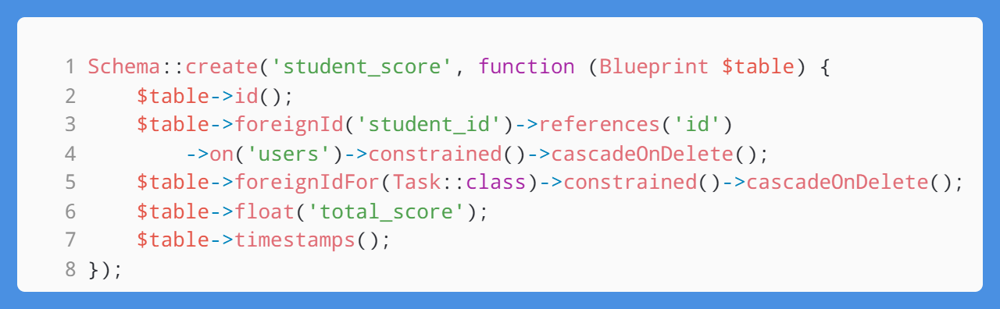 1 Schema::create('student_score', function (Blueprint $table) {
2     $table->id();
3     $table->foreignId('student_id')->references('id')
4         ->on('users')->constrained()->cascadeOnDelete();
5     $table->foreignIdFor(Task::class)->constrained()->cascadeOnDelete();
6     $table->float('total_score');
7     $table->timestamps();
8 });